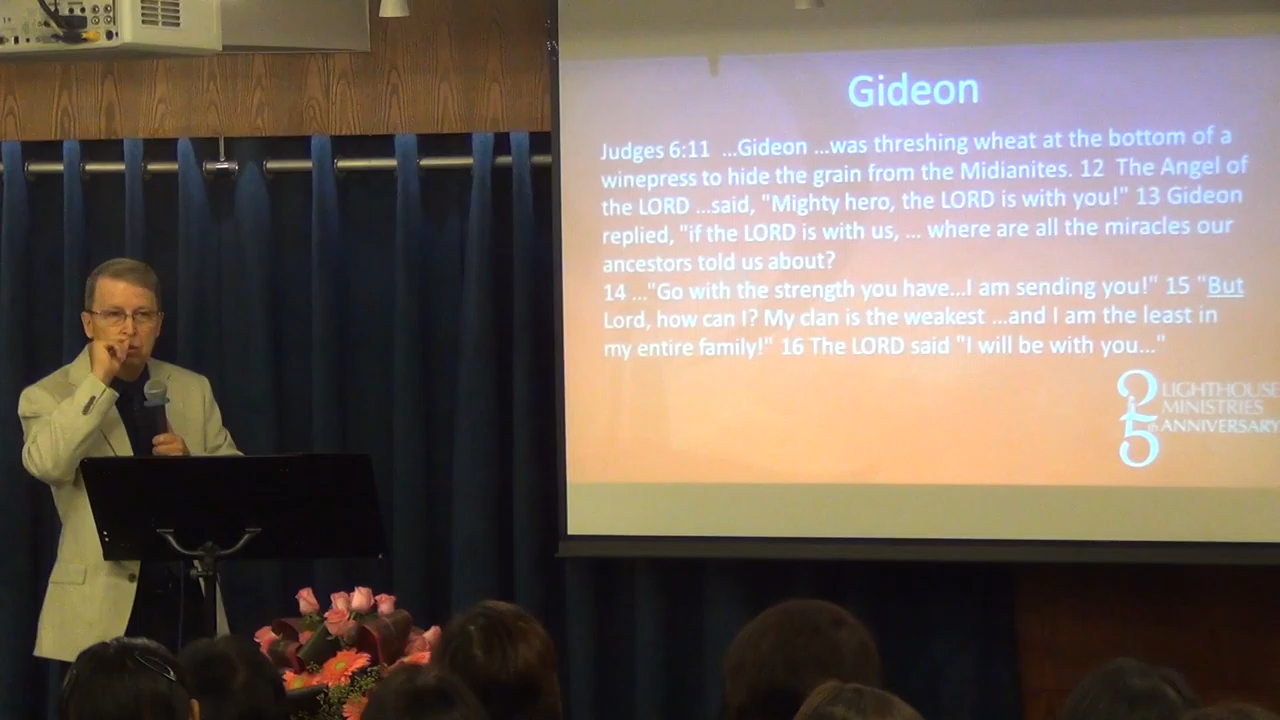 Gideon
Judges 6:11 ...Gideon ...was threshing wheat at the bottom of a
winepress to hide the grain from the Midianites. 12 The Angel of
the LORD ...said, "Mighty hero, the LORD is with you!" 13 Gideon
replied, "if the LORD is with us, ... where are all the miracles our
ancestors told us about?
14 ..."Go with the strength you have...I am sending you!" 15 "But
Lord, how can I? My clan is the weakest ...and I am the least in
my entire family!" 16 The LORD said "I will be with you..."
25th
LIGHTHOUSE
MINISTRIES
ANNIVERSARY